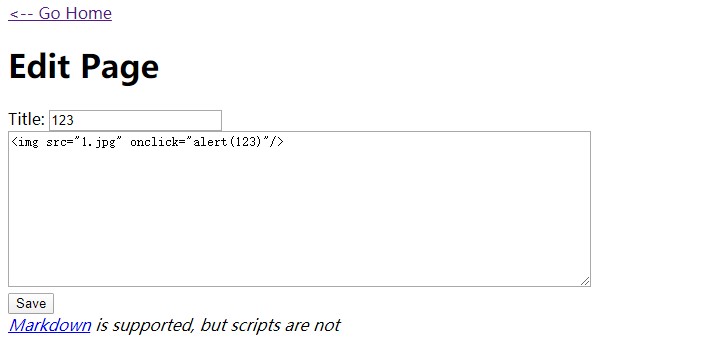 <-- Go Home
Edit Page
Title: 123
<img src="1.jpg" onclick="alert(123)"/>
Save
Markdown is supported, but scripts are not